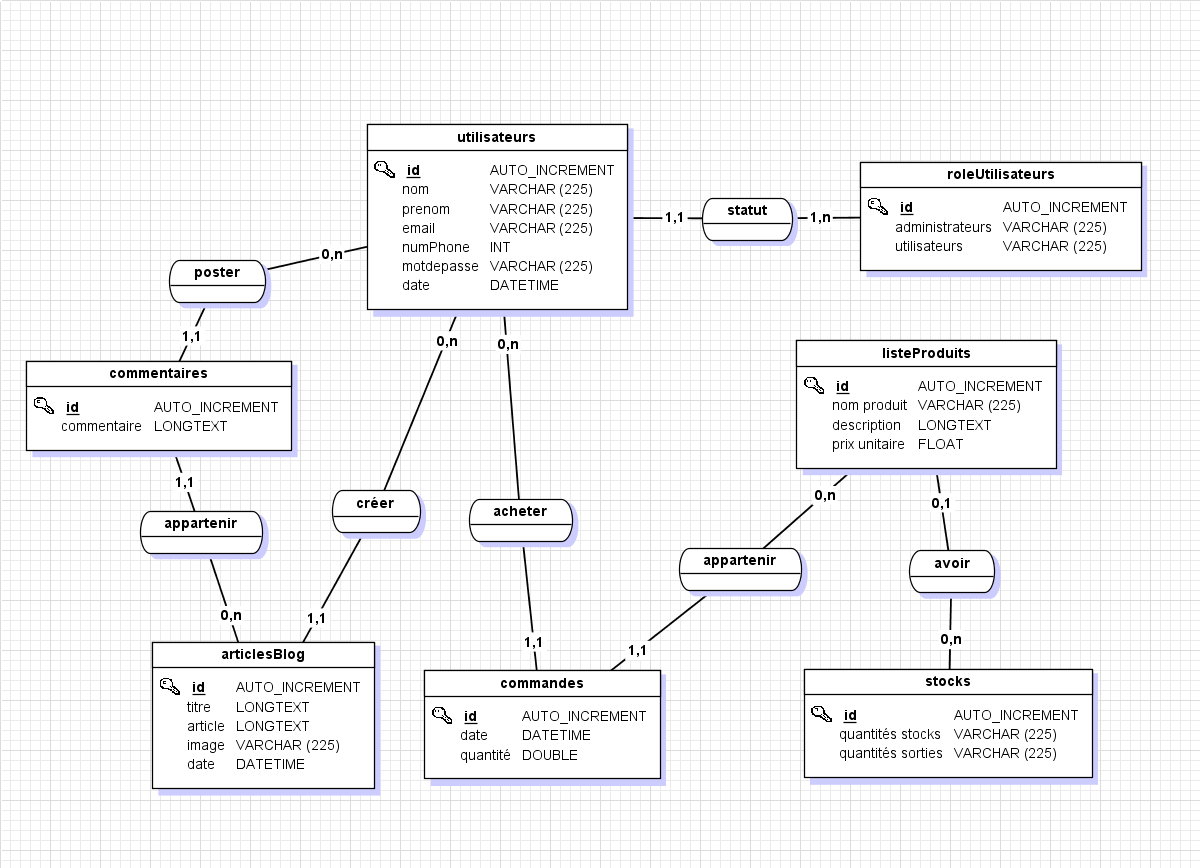 utilisateurs
id AUTO_INCREMENT
nom VARCHAR (225)
prenom VARCHAR (225)
email VARCHAR (225)
numPhone INT
motdepasse VARCHAR (225)
date DATETIME
1,1
statut
1,n
roleUtilisateurs
id AUTO_INCREMENT
administrateurs VARCHAR (225)
utilisateurs VARCHAR (225)
0,n
poster
1,1
commentaires
id AUTO_INCREMENT
commentaire LONGTEXT
1,1
appartenir
0,n
0,n
créer
1,1
articlesBlog
id AUTO_INCREMENT
titre LONGTEXT
article LONGTEXT
image VARCHAR (225)
date DATETIME
0,n
acheter
1,1
commandes
id AUTO_INCREMENT
date DATETIME
quantité DOUBLE
listeProduits
id AUTO_INCREMENT
nom produit VARCHAR (225)
description LONGTEXT
prix unitaire FLOAT
0,n
appartenir
1,1
0,1
avoir
0,n
stocks
id AUTO_INCREMENT
quantités stocks VARCHAR (225)
quantités sorties VARCHAR (225)